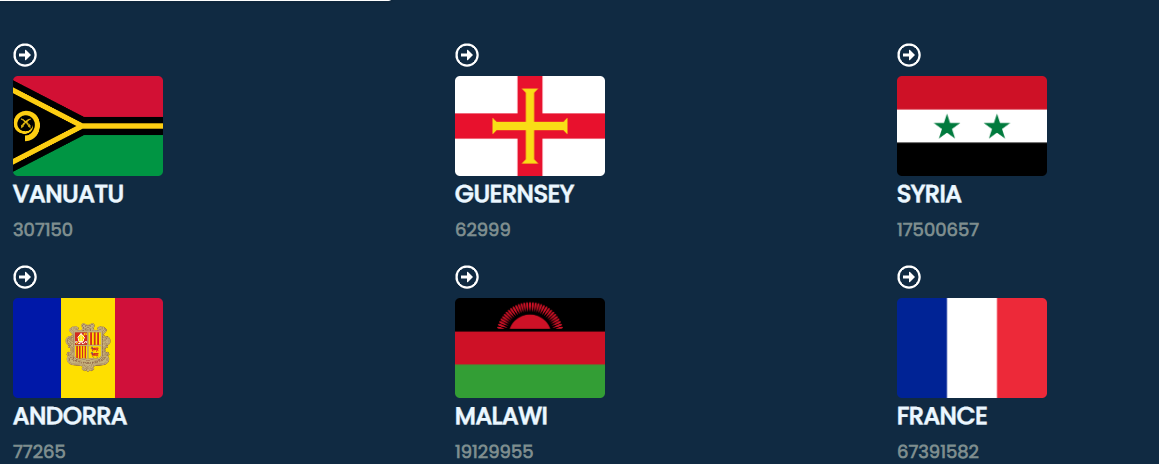 VANUATU
307150
GUERNSEY
62999
SYRIA
17500657
ANDORRA
77265
MALAWI
19129955
FRANCE
67391582